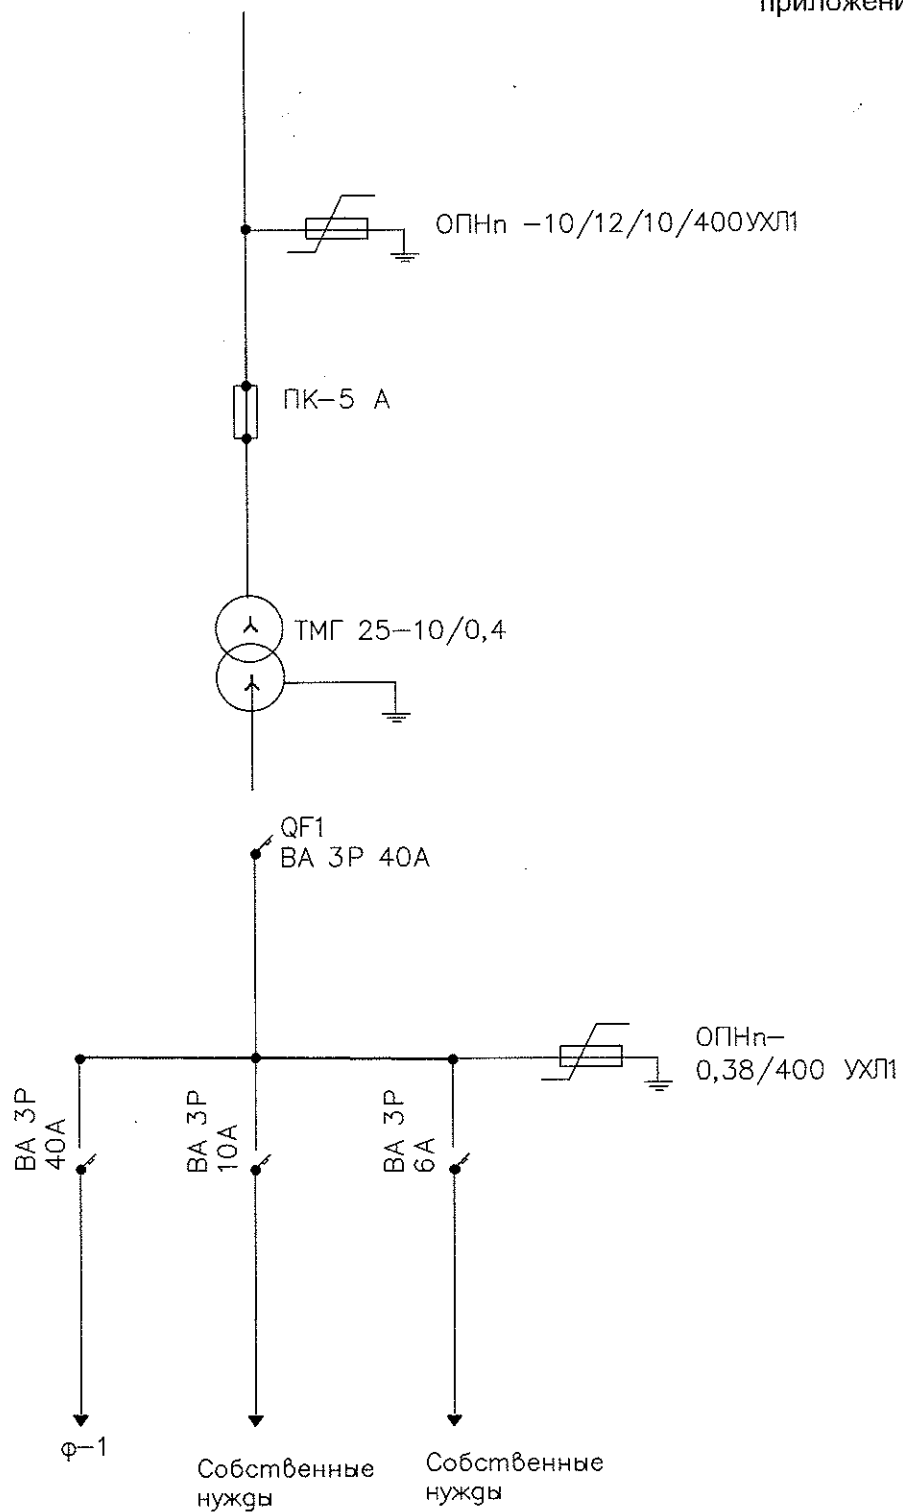 приложени
ОПНп -10/12/10/400УХЛ1
ПК-5 А
ТМГ 25-10/0,4
QF1
ВА 3Р 40А
ОПНп-
0,38/400 УХЛ1
ВА 3Р
40А
ВА 3Р
10А
ВА 3Р
6А
ф-1
Собственные
нужды
Собственные
нужды